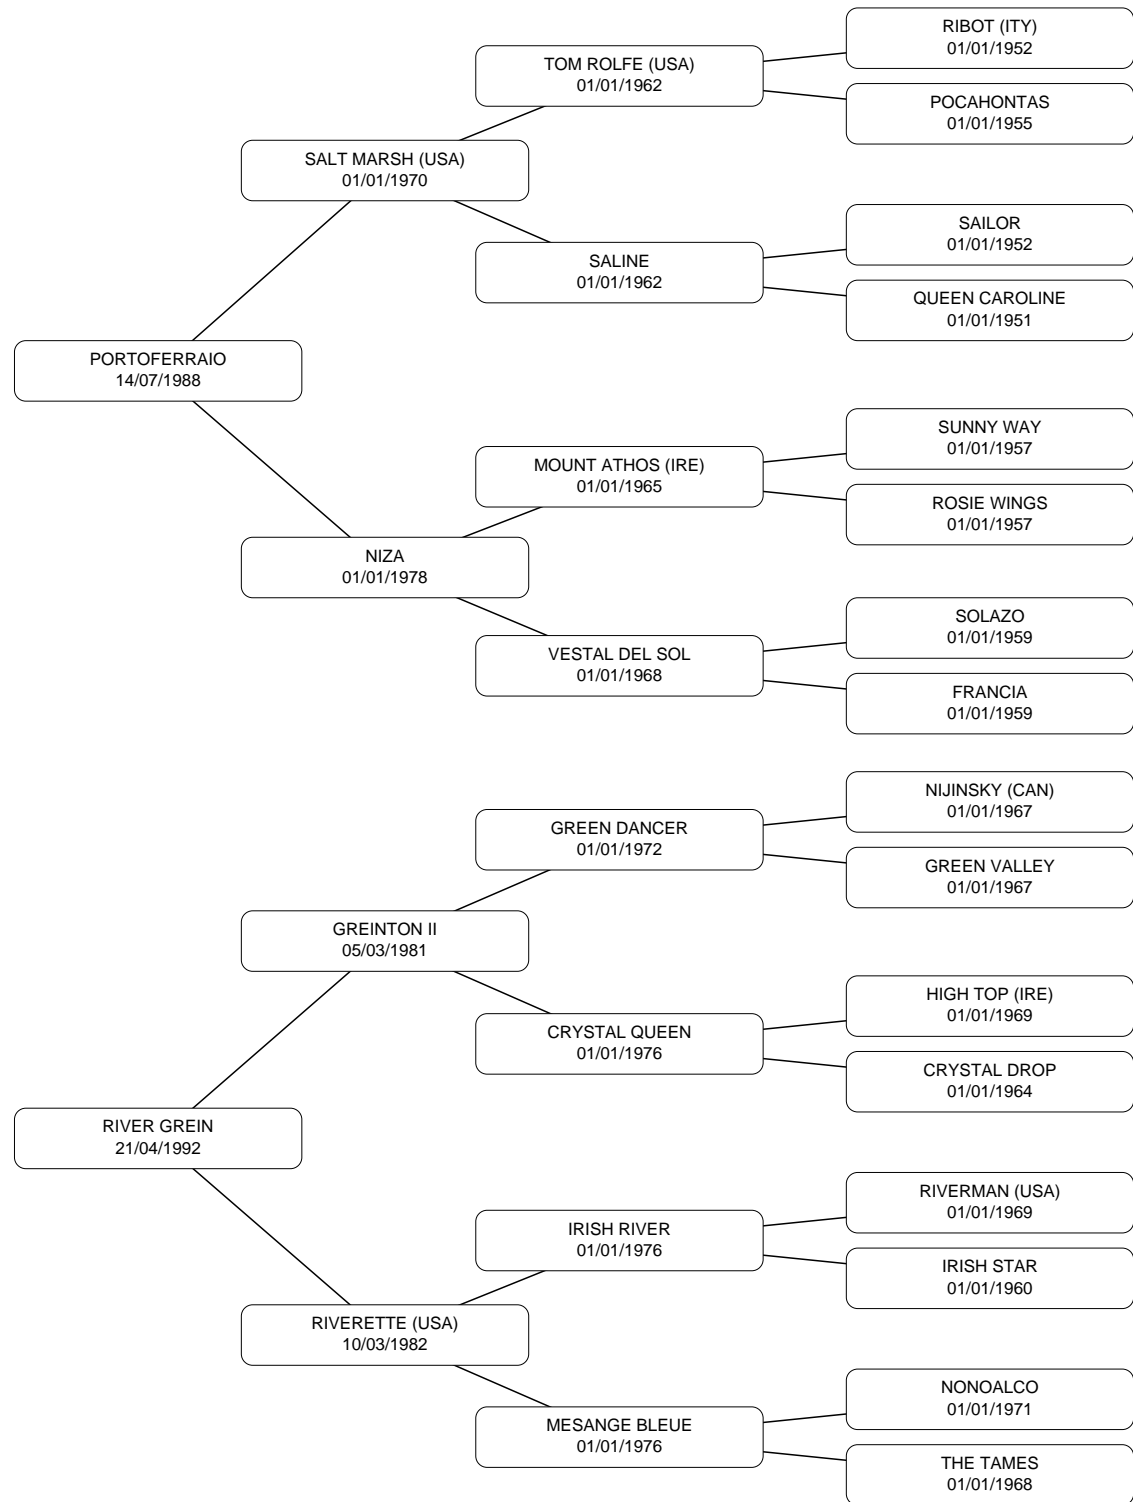 RIBOT (ITY)
01/01/1952
TOM ROLFE (USA)
01/01/1962
POCAHONTAS
01/01/1955
SALT MARSH (USA)
01/01/1970
SAILOR
01/01/1952
SALINE
01/01/1962
QUEEN CAROLINE
01/01/1951
PORTOFERRAIO
14/07/1988
SUNNY WAY
01/01/1957
MOUNT ATHOS (IRE)
01/01/1965
ROSIE WINGS
01/01/1957
NIZA
01/01/1978
SOLAZO
01/01/1959
VESTAL DEL SOL
01/01/1968
FRANCIA
01/01/1959
NIJINSKY (CAN)
01/01/1967
GREEN DANCER
01/01/1972
GREEN VALLEY
01/01/1967
GREINTON II
05/03/1981
HIGH TOP (IRE)
01/01/1969
CRYSTAL QUEEN
01/01/1976
CRYSTAL DROP
01/01/1964
RIVER GREIN
21/04/1992
RIVERMAN (USA)
01/01/1969
IRISH RIVER
01/01/1976
IRISH STAR
01/01/1960
RIVERETTE (USA)
10/03/1982
NONOALCO
01/01/1971
MESANGE BLEUE
01/01/1976
THE TAMES
01/01/1968